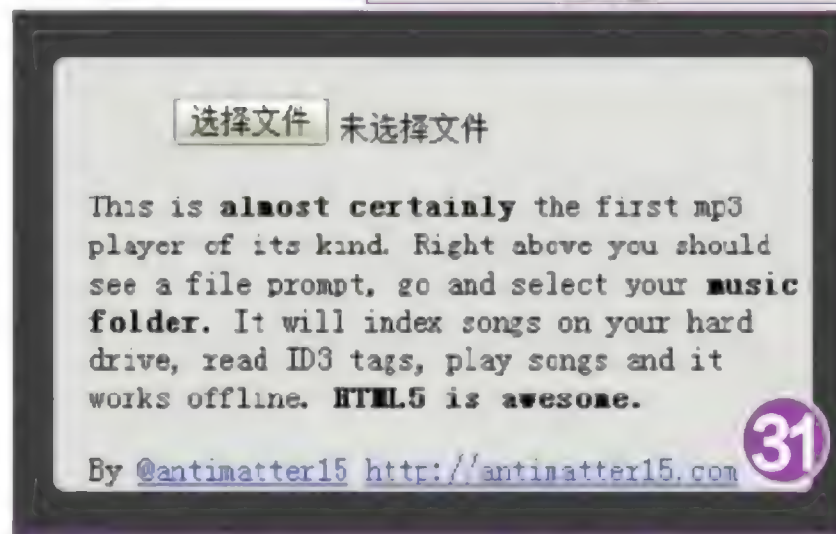 选择文件 未选择文件
This is almost certainly the first mp3
player of its kind. Right above you should
see a file prompt, go and select your music
folder. It will index songs on your hard
drive, read ID3 tags, play songs and it
works offline. HTML5 is awesome.
By @antimatter15 http://antimatter15.com
31